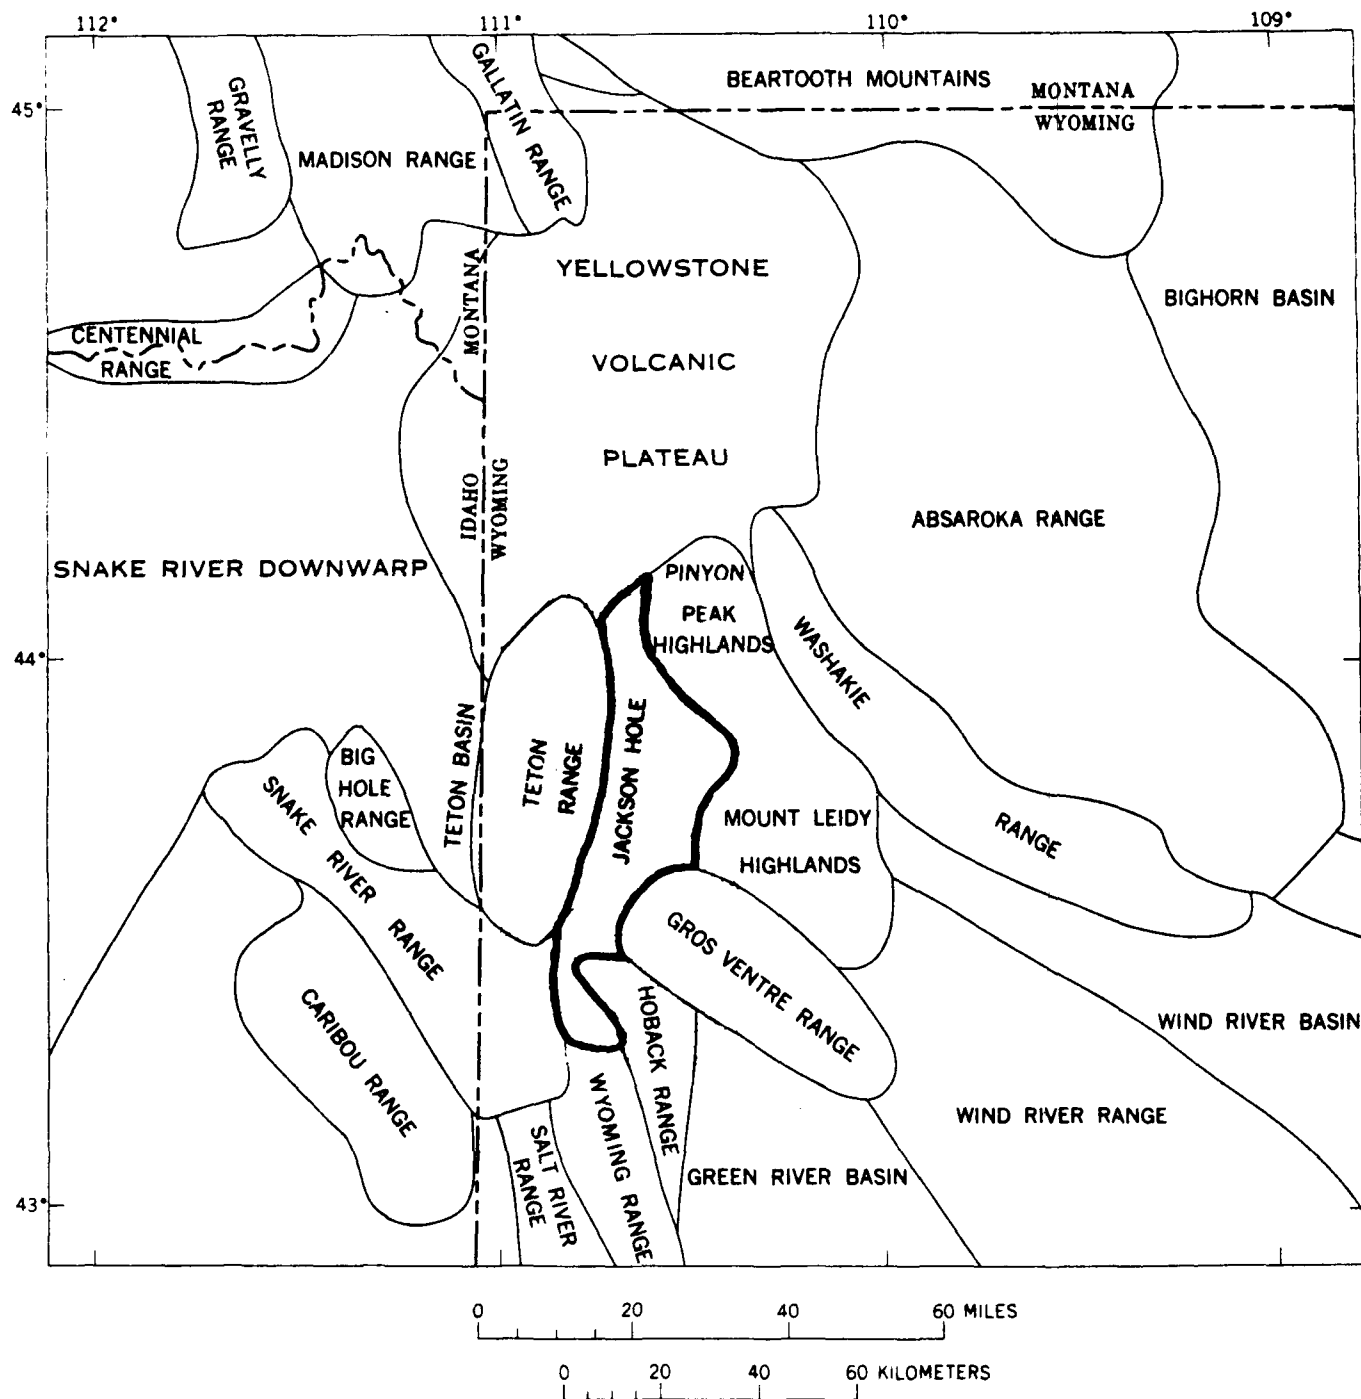 112°
111°
110°
109°
BEARTOOTH MOUNTAINS
MONTANA
WYOMING
45°
GRAVELLY
RANGE
GALLATIN RANGE
MADISON RANGE
YELLOWSTONE
VOLCANIC
PLATEAU
MONTANA
BIGHORN BASIN
CENTENNIAL
RANGE
IDAHO
WYOMING
ABSAROKA RANGE
SNAKE RIVER DOWNWARP
PINYON
PEAK
HIGHLANDS
WASHAKIE
RANGE
44°
TETON BASIN
TETON
RANGE
JACKSON HOLE
BIG
HOLE
RANGE
SNAKE RIVER RANGE
MOUNT LEIDY
HIGHLANDS
GROS VENTRE RANGE
CARIBOU RANGE
HOBACK RANGE
WYOMING RANGE
SALT RIVER
RANGE
WIND RIVER BASIN
WIND RIVER RANGE
GREEN RIVER BASIN
43°
0 20 40 60 MILES
0 20 40 60 KILOMETERS